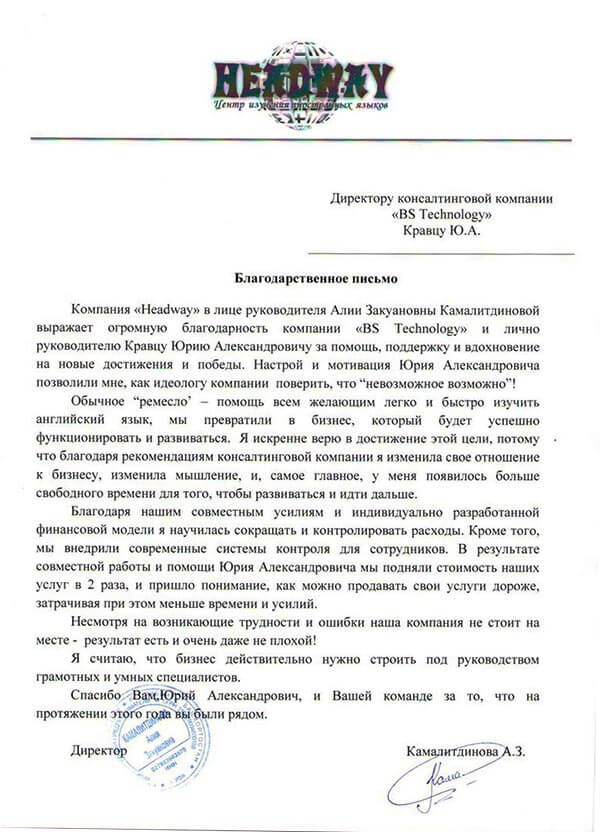 HEADWAY
Центр изучения иностранных языков
Директору консалтинговой компании
«BS Technology»
Кравцу Ю.А.
Благодарственное письмо
Компания «Headway» в лице руководителя Алии Закуановны Камалитдиновой
выражает огромную благодарность компании «BS Technology» и лично
руководителю Кравцу Юрию Александровичу за помощь, поддержку и вдохновение
на новые достижения и победы. Настрой и мотивация Юрия Александровича
позволили мне, как идеологу компании поверить, что “невозможное возможно”!
Обычное “ремесло’ – помощь всем желающим легко и быстро изучить
английский язык, мы превратили в бизнес, который будет успешно
функционировать и развиваться. Я искренне верю в достижение этой цели, потому
что благодаря рекомендациям консалтинговой компании я изменила свое отношение
к бизнесу, изменила мышление, и, самое главное, у меня появилось больше
свободного времени для того, чтобы развиваться и идти дальше.
Благодаря нашим совместным усилиям и индивидуально разработанной
финансовой модели я научилась сокращать и контролировать расходы. Кроме того,
мы внедрили современные системы контроля для сотрудников. В результате
совместной работы и помощи Юрия Александровича мы подняли стоимость наших
услуг в 2 раза, и пришло понимание, как можно продавать свои услуги дороже,
затрачивая при этом меньше времени и усилий.
Несмотря на возникающие трудности и ошибки наша компания не стоит на
месте - результат есть и очень даже не плохой!
Я считаю, что бизнес действительно нужно строить под руководством
грамотных и умных специалистов.
Спасибо Вам,Юрий Александрович, и Вашей команде за то, что на
протяжении этого года вы были рядом.
Директор Камалитдинова А.З.
КАМАЛИТДИНОВА
Алия
Закуановна
ИНН